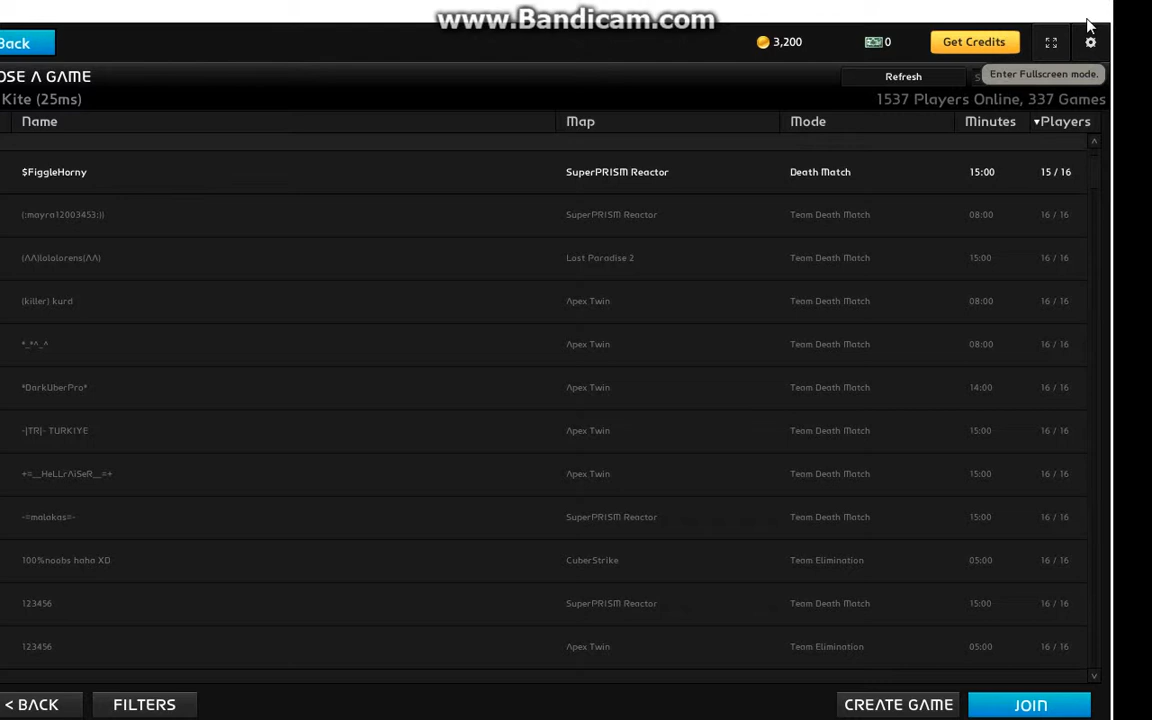 www.Bandicam.com
Back 3,200 0 Get Credits
OSE A GAME Refresh Enter Fullscreen mode.
Kite (25ms) 1537 Players Online, 337 Games
Name Map Mode Minutes ▾Players
$FiggleHorny SuperPRISM Reactor Death Match 15:00 15 / 16
(:mayra12003453:)) SuperPRISM Reactor Team Death Match 08:00 16 / 16
(ΛΛ)lololorens(ΛΛ) Lost Paradise 2 Team Death Match 15:00 16 / 16
(killer) kurd Apex Twin Team Death Match 08:00 16 / 16
*_*^_^ Apex Twin Team Death Match 08:00 16 / 16
*DarkUberPro* Apex Twin Team Death Match 14:00 16 / 16
-|TR|- TURKIYE Apex Twin Team Death Match 15:00 16 / 16
+=__HeLLrAiSeR__=+ Apex Twin Team Death Match 15:00 16 / 16
-=malakas=- SuperPRISM Reactor Team Death Match 15:00 16 / 16
100%noobs haha XD CuberStrike Team Elimination 05:00 16 / 16
123456 SuperPRISM Reactor Team Death Match 15:00 16 / 16
123456 Apex Twin Team Elimination 05:00 16 / 16
< BACK FILTERS CREATE GAME JOIN